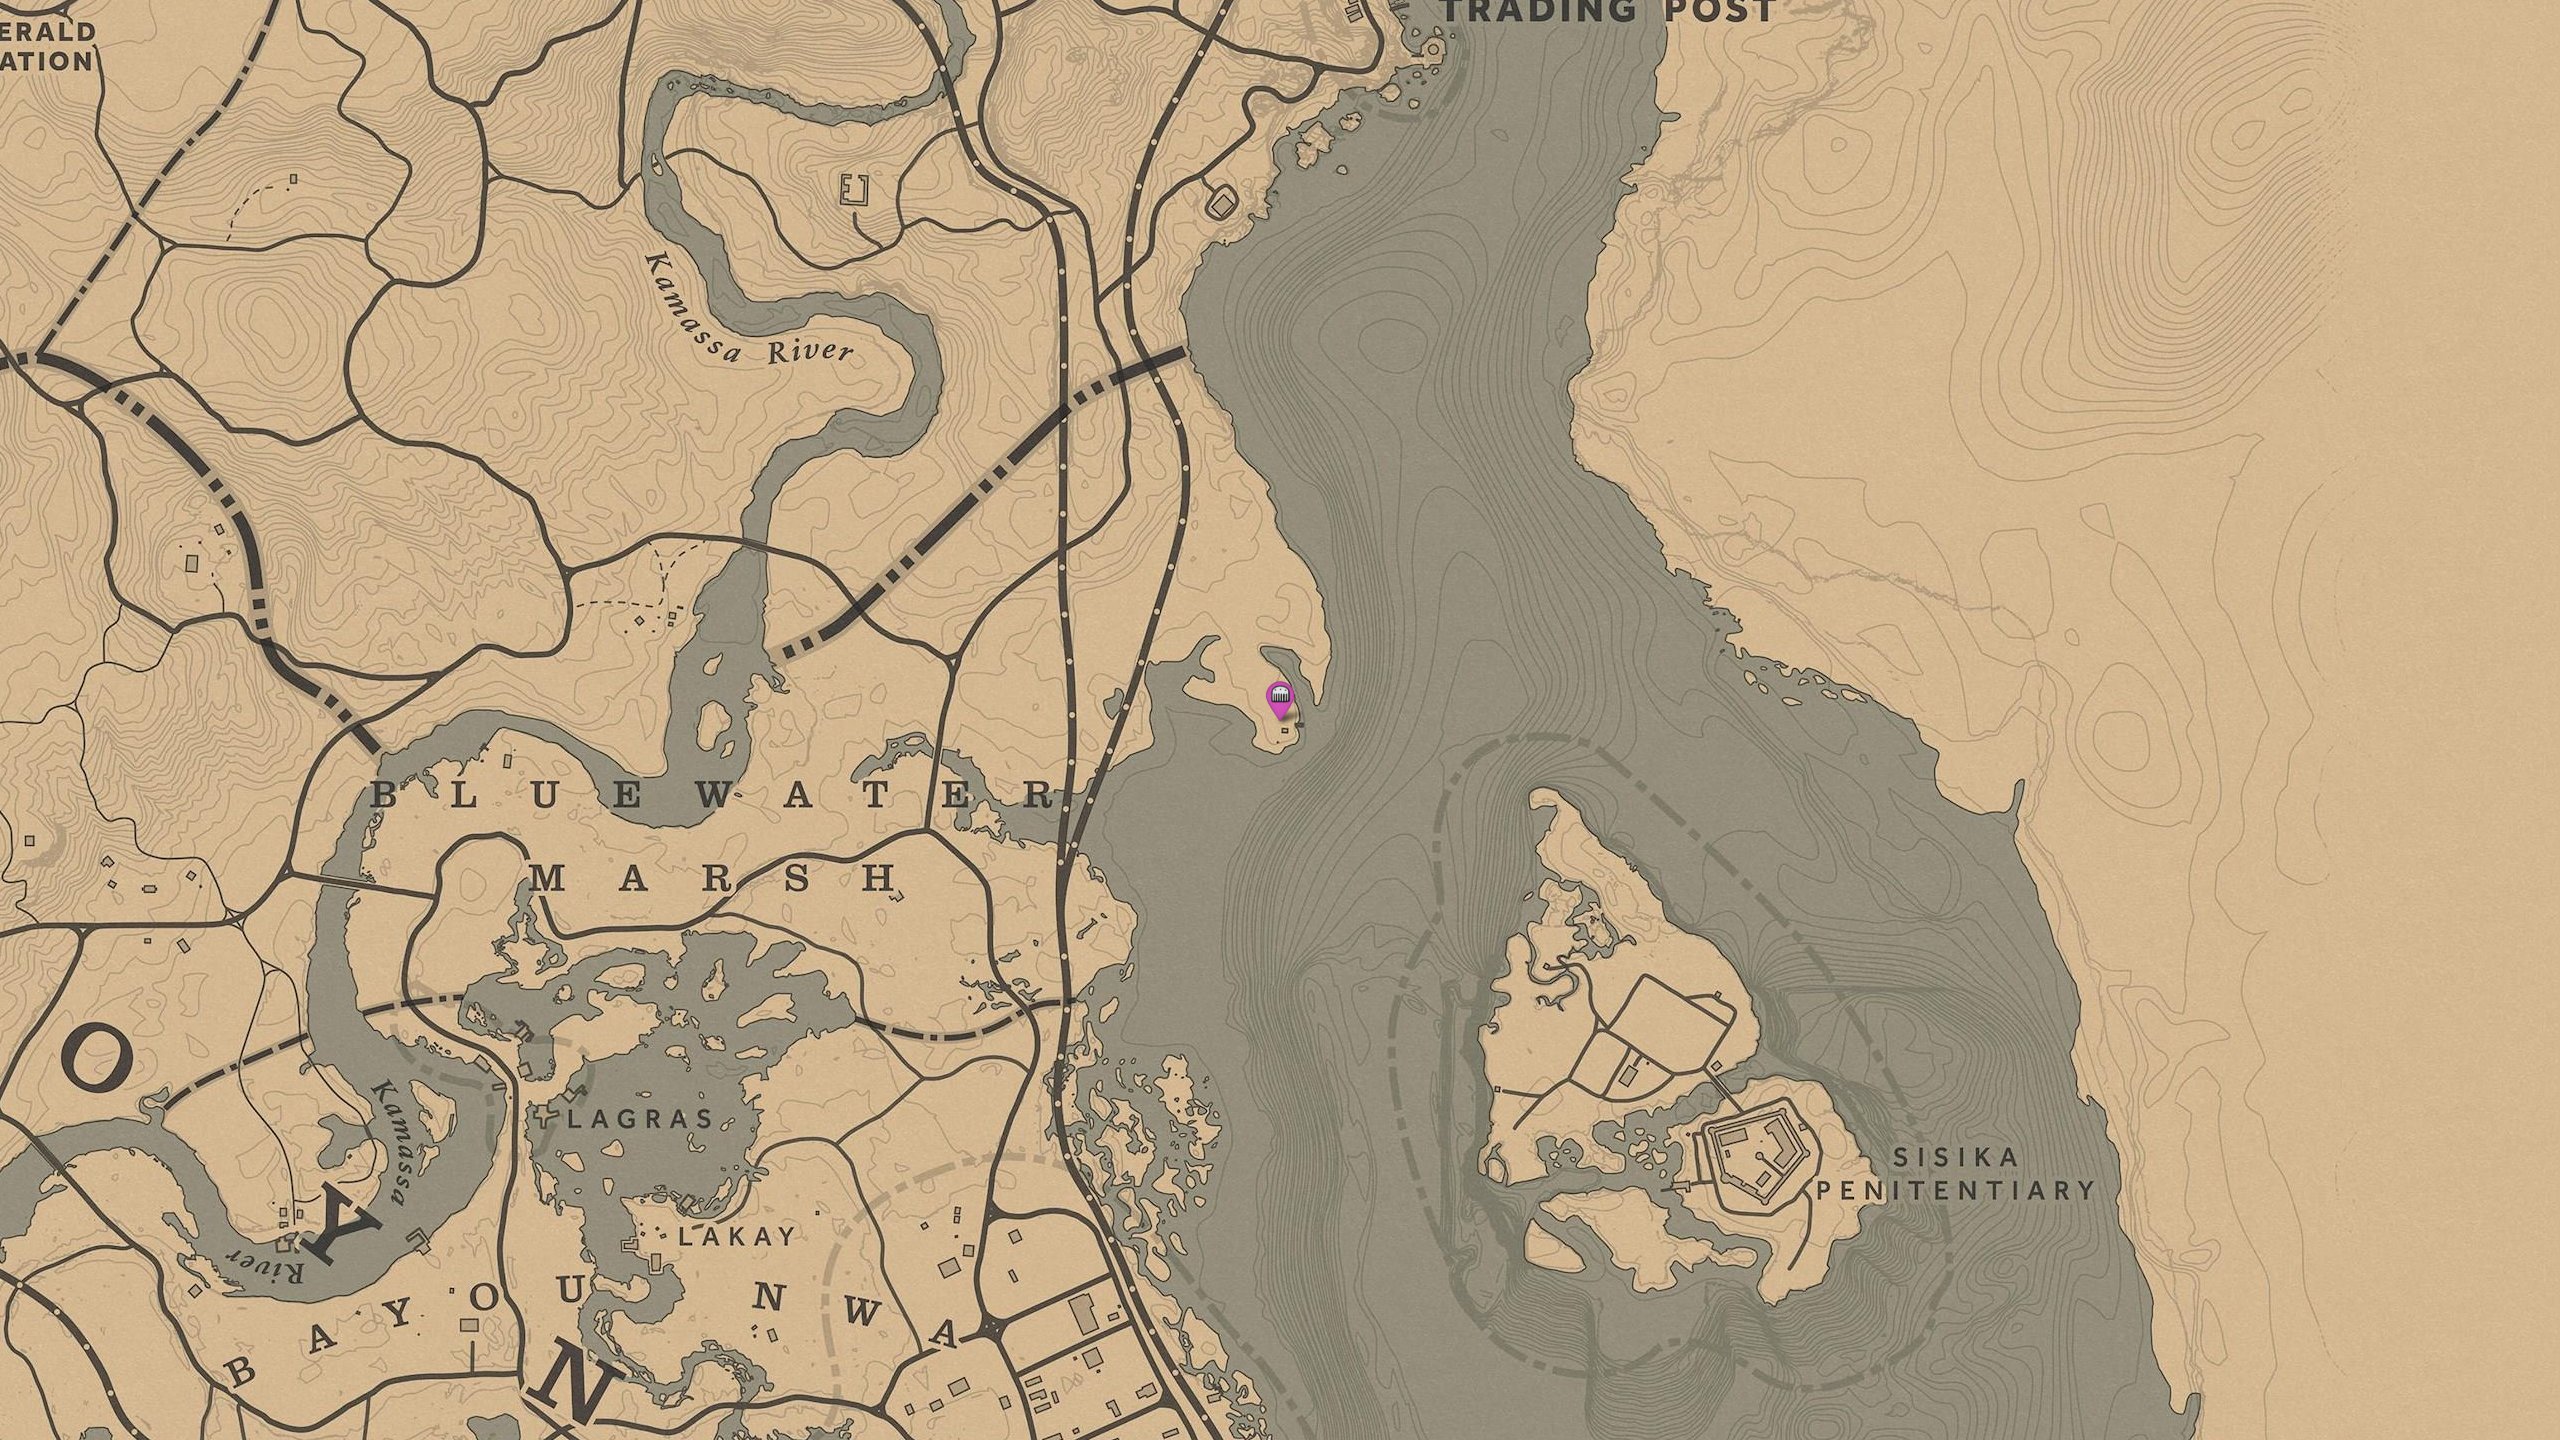 TRADING POST
ERALD
ATION
Kamassa River
BLUEWATER
MARSH
O
Kamassa
LAGRAS
SISIKA
PENITENTIARY
Y
LAKAY
River
BAYOU NWA
N